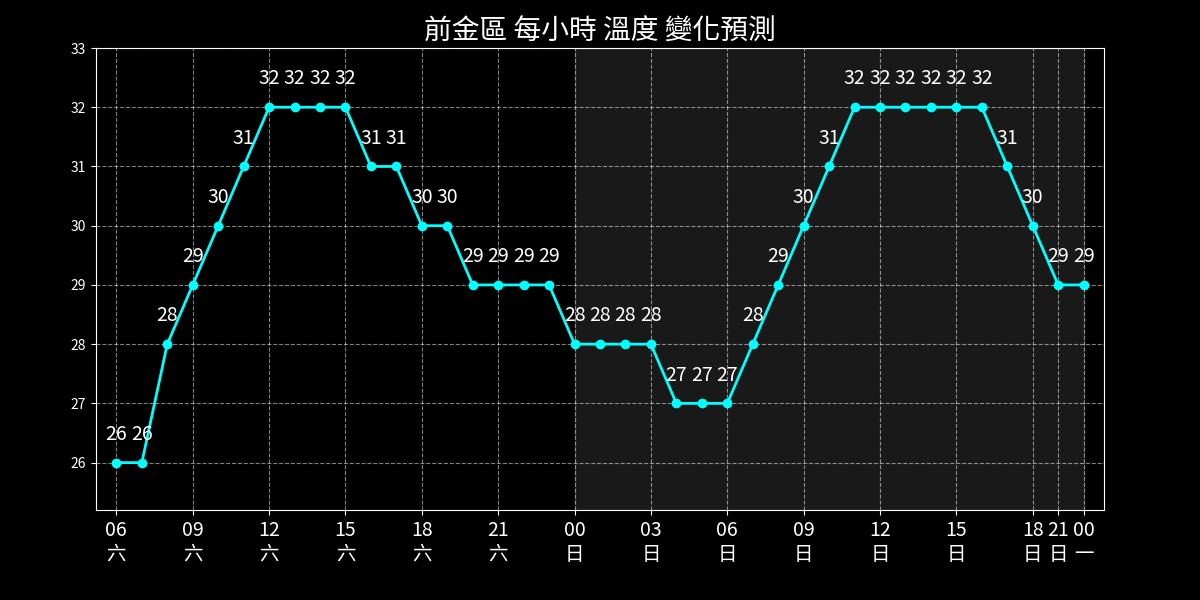 前金區 每小時 溫度 變化預測
33
32 32 32 32 32 32 32 32 32 32
32
31 31 31 31 31
31
30 30 30 30 30
30
29 29 29 29 29 29 29 29
29
28 28 28 28 28 28
28
27 27 27
27
26 26
26
06 09 12 15 18 21 00 03 06 09 12 15 18 21 00
六 六 六 六 六 六 日 日 日 日 日 日 日 日 一